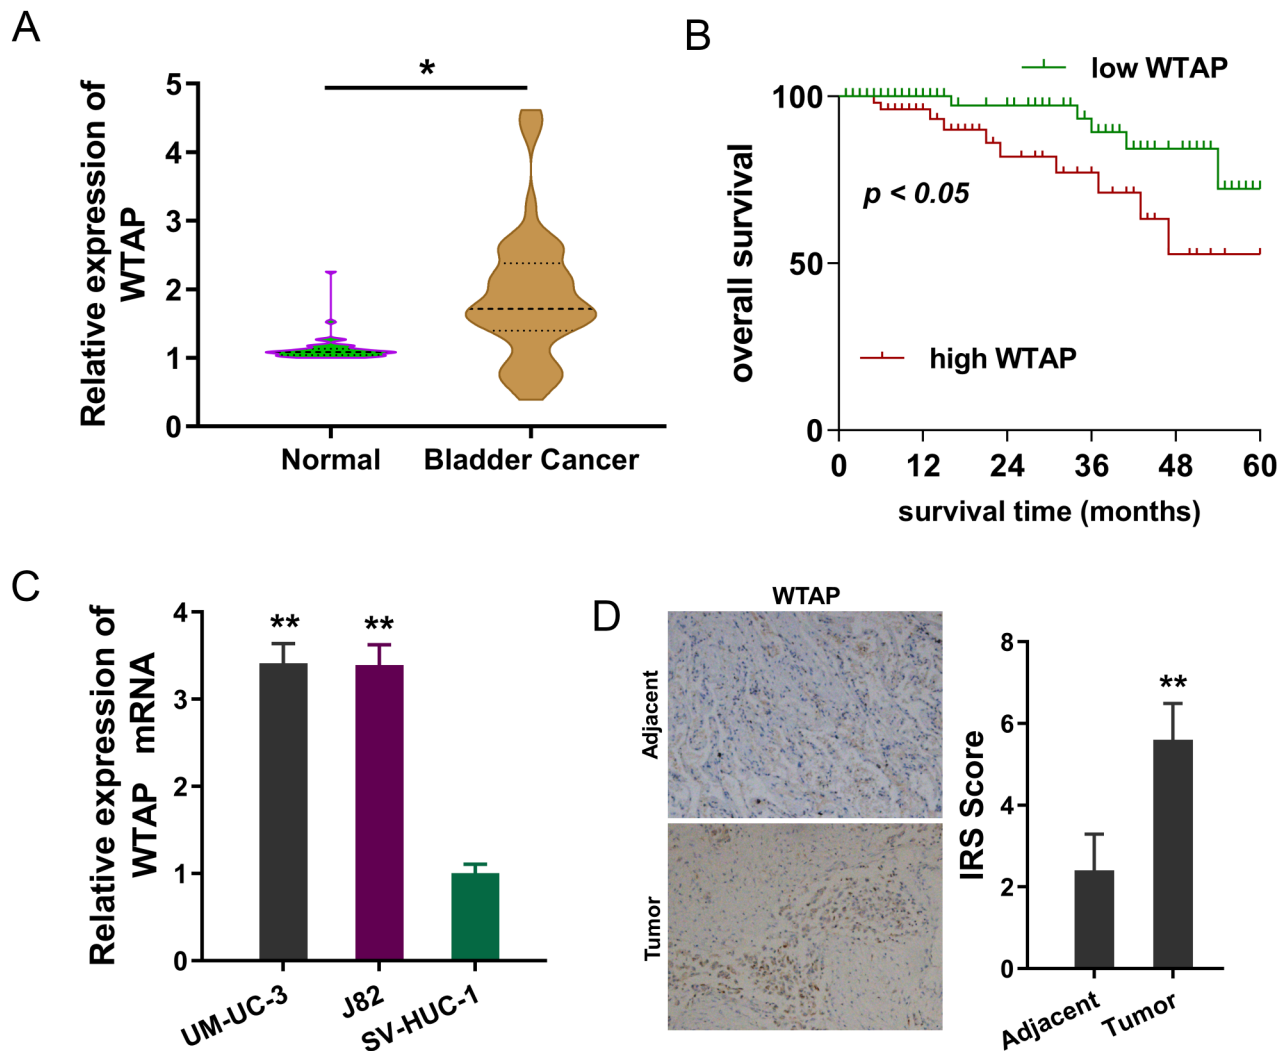 A
Relative expression of
WTAP
5
4
3
2
1
0
*
Normal
Bladder Cancer
B
overall survival
100
50
0
low WTAP
p < 0.05
high WTAP
0 12 24 36 48 60
survival time (months)
C
Relative expression of
WTAP mRNA
4
3
2
1
0
**
**
UM-UC-3
J82
SV-HUC-1
D
WTAP
Adjacent
Tumor
IRS Score
8
6
4
2
0
**
Adjacent
Tumor